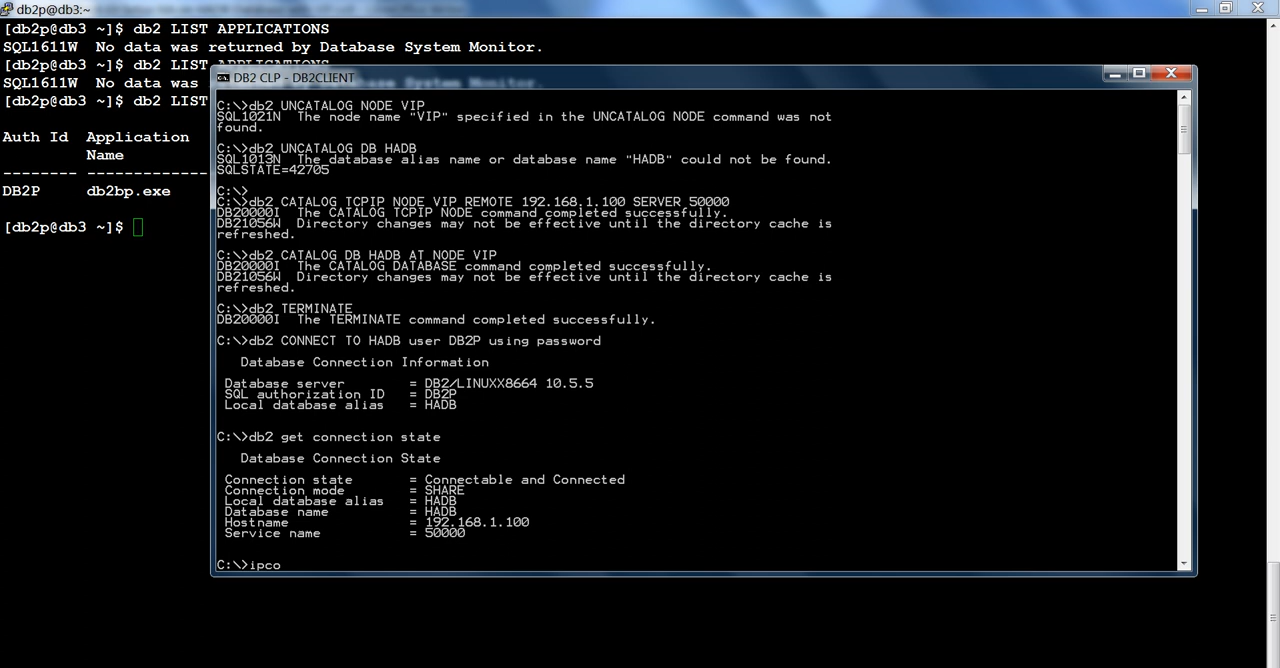 db2p@db3:~
[db2p@db3 ~]$ db2 LIST APPLICATIONS
SQL1611W  No data was returned by Database System Monitor.
[db2p@db3 ~]$ db2 LIST APPLICATIONS
SQL1611W  No data was returned by Database System Monitor.
[db2p@db3 ~]$ db2 LIST
Auth Id  Application
Name
-------- --------------
DB2P     db2bp.exe
[db2p@db3 ~]$
DB2 CLP - DB2CLIENT
C:\>db2 UNCATALOG NODE VIP
SQL1021N  The node name "VIP" specified in the UNCATALOG NODE command was not
found.
C:\>db2 UNCATALOG DB HADB
SQL1013N  The database alias name or database name "HADB" could not be found.
SQLSTATE=42705
C:\>
C:\>db2 CATALOG TCPIP NODE VIP REMOTE 192.168.1.100 SERVER 50000
DB20000I  The CATALOG TCPIP NODE command completed successfully.
DB21056W  Directory changes may not be effective until the directory cache is
refreshed.
C:\>db2 CATALOG DB HADB AT NODE VIP
DB20000I  The CATALOG DATABASE command completed successfully.
DB21056W  Directory changes may not be effective until the directory cache is
refreshed.
C:\>db2 TERMINATE
DB20000I  The TERMINATE command completed successfully.
C:\>db2 CONNECT TO HADB user DB2P using password
Database Connection Information
Database server        = DB2/LINUXX8664 10.5.5
SQL authorization ID   = DB2P
Local database alias   = HADB
C:\>db2 get connection state
Database Connection State
Connection state       = Connectable and Connected
Connection mode        = SHARE
Local database alias   = HADB
Database name          = HADB
Hostname               = 192.168.1.100
Service name           = 50000
C:\>ipco